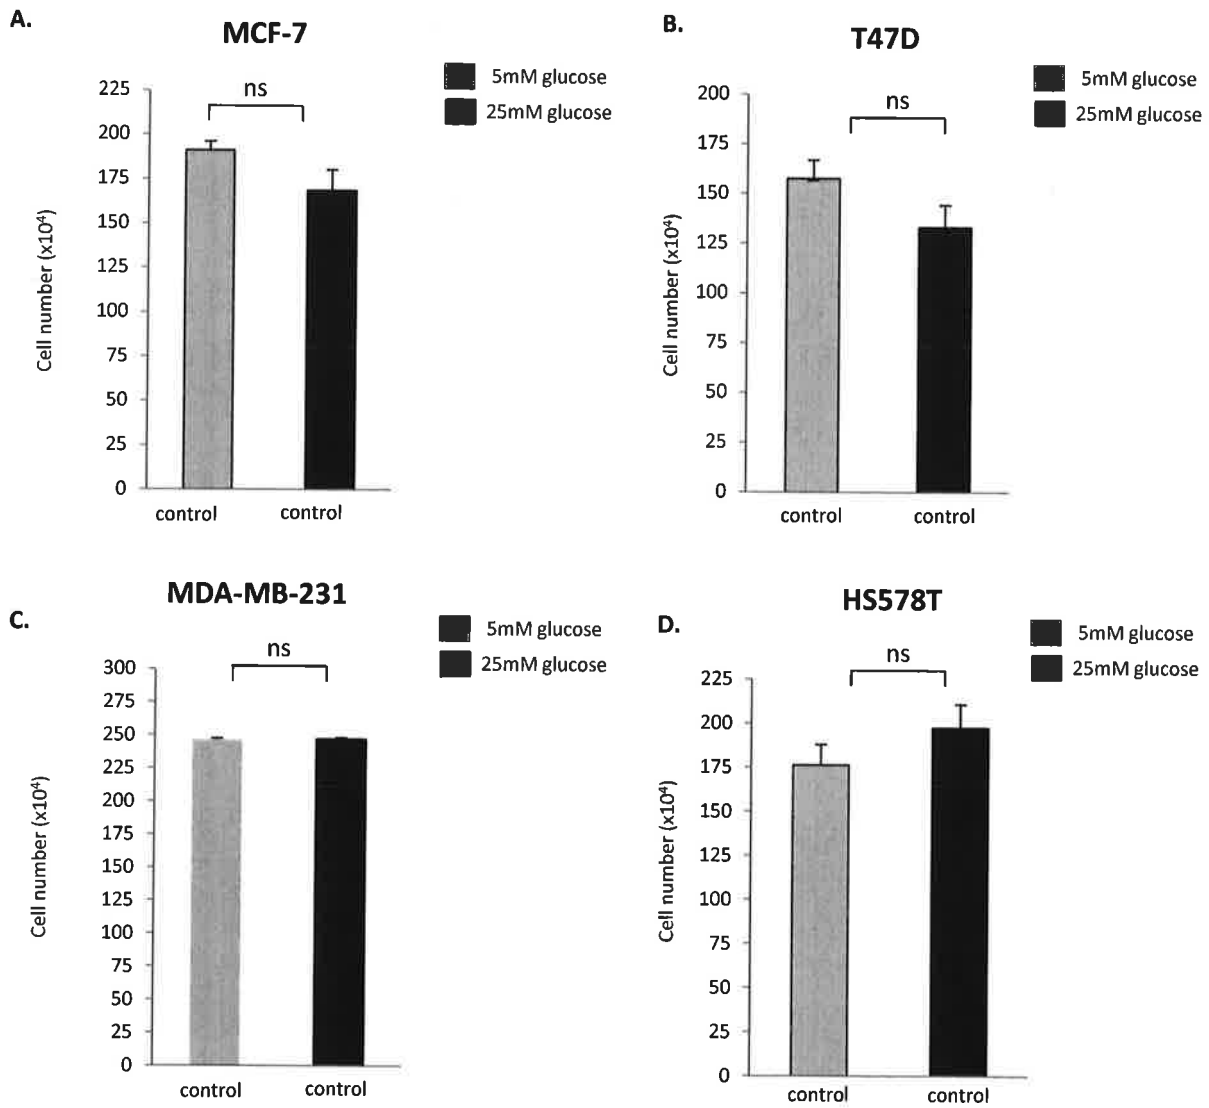 A.
MCF-7
5mM glucose
25mM glucose
ns
225
200
175
150
125
100
75
50
25
0
Cell number (x10⁴)
control control
B.
T47D
5mM glucose
25mM glucose
ns
200
175
150
125
100
75
50
25
0
Cell number (x10⁴)
control control
C.
MDA-MB-231
5mM glucose
25mM glucose
ns
300
275
250
225
200
175
150
125
100
75
50
25
0
Cell number (x10⁴)
control control
D.
HS578T
5mM glucose
25mM glucose
ns
225
200
175
150
125
100
75
50
25
0
Cell number (x10⁴)
control control